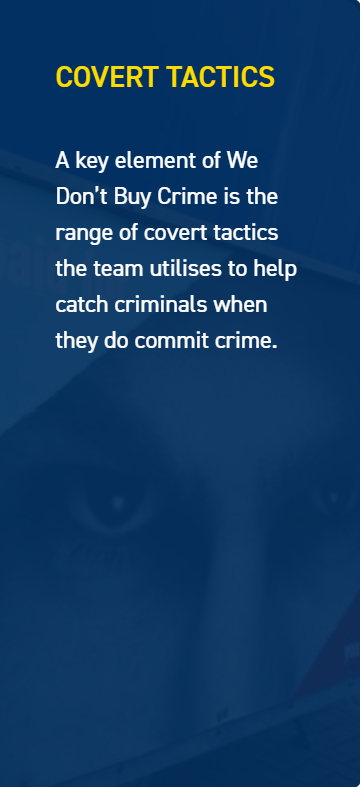 COVERT TACTICS
A key element of We
Don't Buy Crime is the
range of covert tactics
the team utilises to help
catch criminals when
they do commit crime.